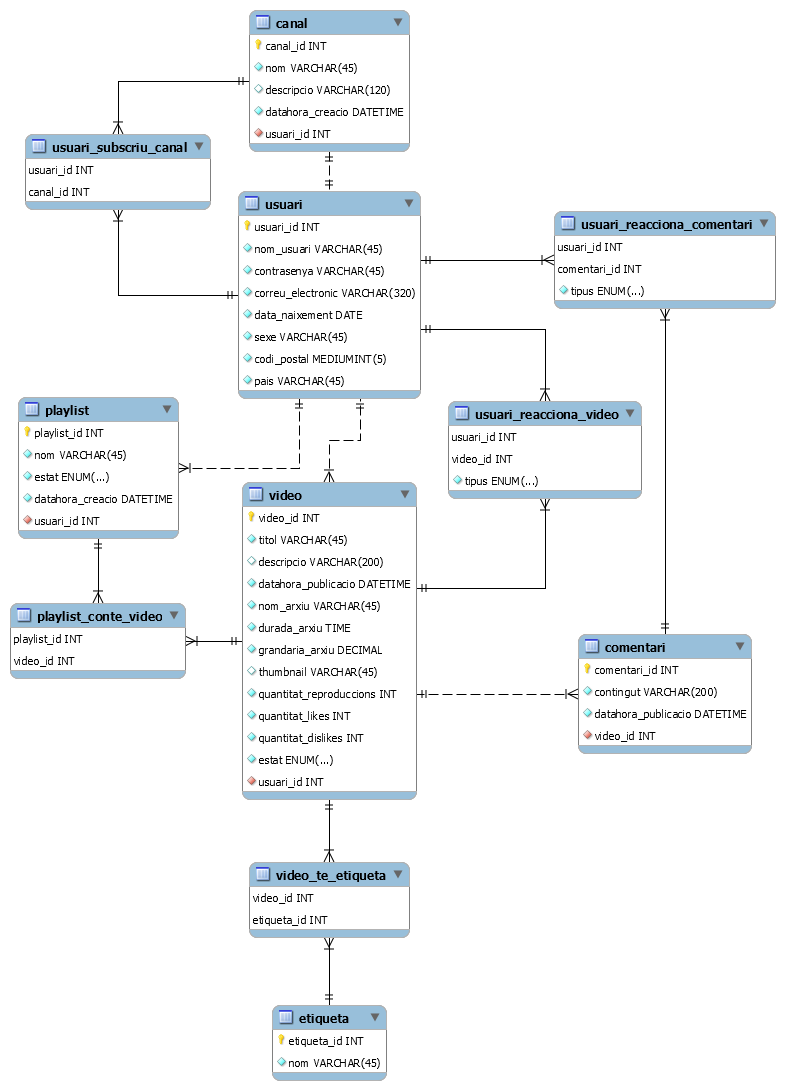 canal
canal_id INT
nom VARCHAR(45)
descripcio VARCHAR(120)
datahora_creacio DATETIME
usuari_id INT
usuari_subscriu_canal
usuari_id INT
canal_id INT
usuari
usuari_id INT
nom_usuari VARCHAR(45)
contrasenya VARCHAR(45)
correu_electronic VARCHAR(320)
data_naixement DATE
sexe VARCHAR(45)
codi_postal MEDIUMINT(5)
pais VARCHAR(45)
usuari_reacciona_comentari
usuari_id INT
comentari_id INT
tipus ENUM(...)
playlist
playlist_id INT
nom VARCHAR(45)
estat ENUM(...)
datahora_creacio DATETIME
usuari_id INT
usuari_reacciona_video
usuari_id INT
video_id INT
tipus ENUM(...)
video
video_id INT
titol VARCHAR(45)
descripcio VARCHAR(200)
datahora_publicacio DATETIME
nom_arxiu VARCHAR(45)
durada_arxiu TIME
grandaria_arxiu DECIMAL
thumbnail VARCHAR(45)
quantitat_reproduccions INT
quantitat_likes INT
quantitat_dislikes INT
estat ENUM(...)
usuari_id INT
playlist_conte_video
playlist_id INT
video_id INT
comentari
comentari_id INT
contingut VARCHAR(200)
datahora_publicacio DATETIME
video_id INT
video_te_etiqueta
video_id INT
etiqueta_id INT
etiqueta
etiqueta_id INT
nom VARCHAR(45)